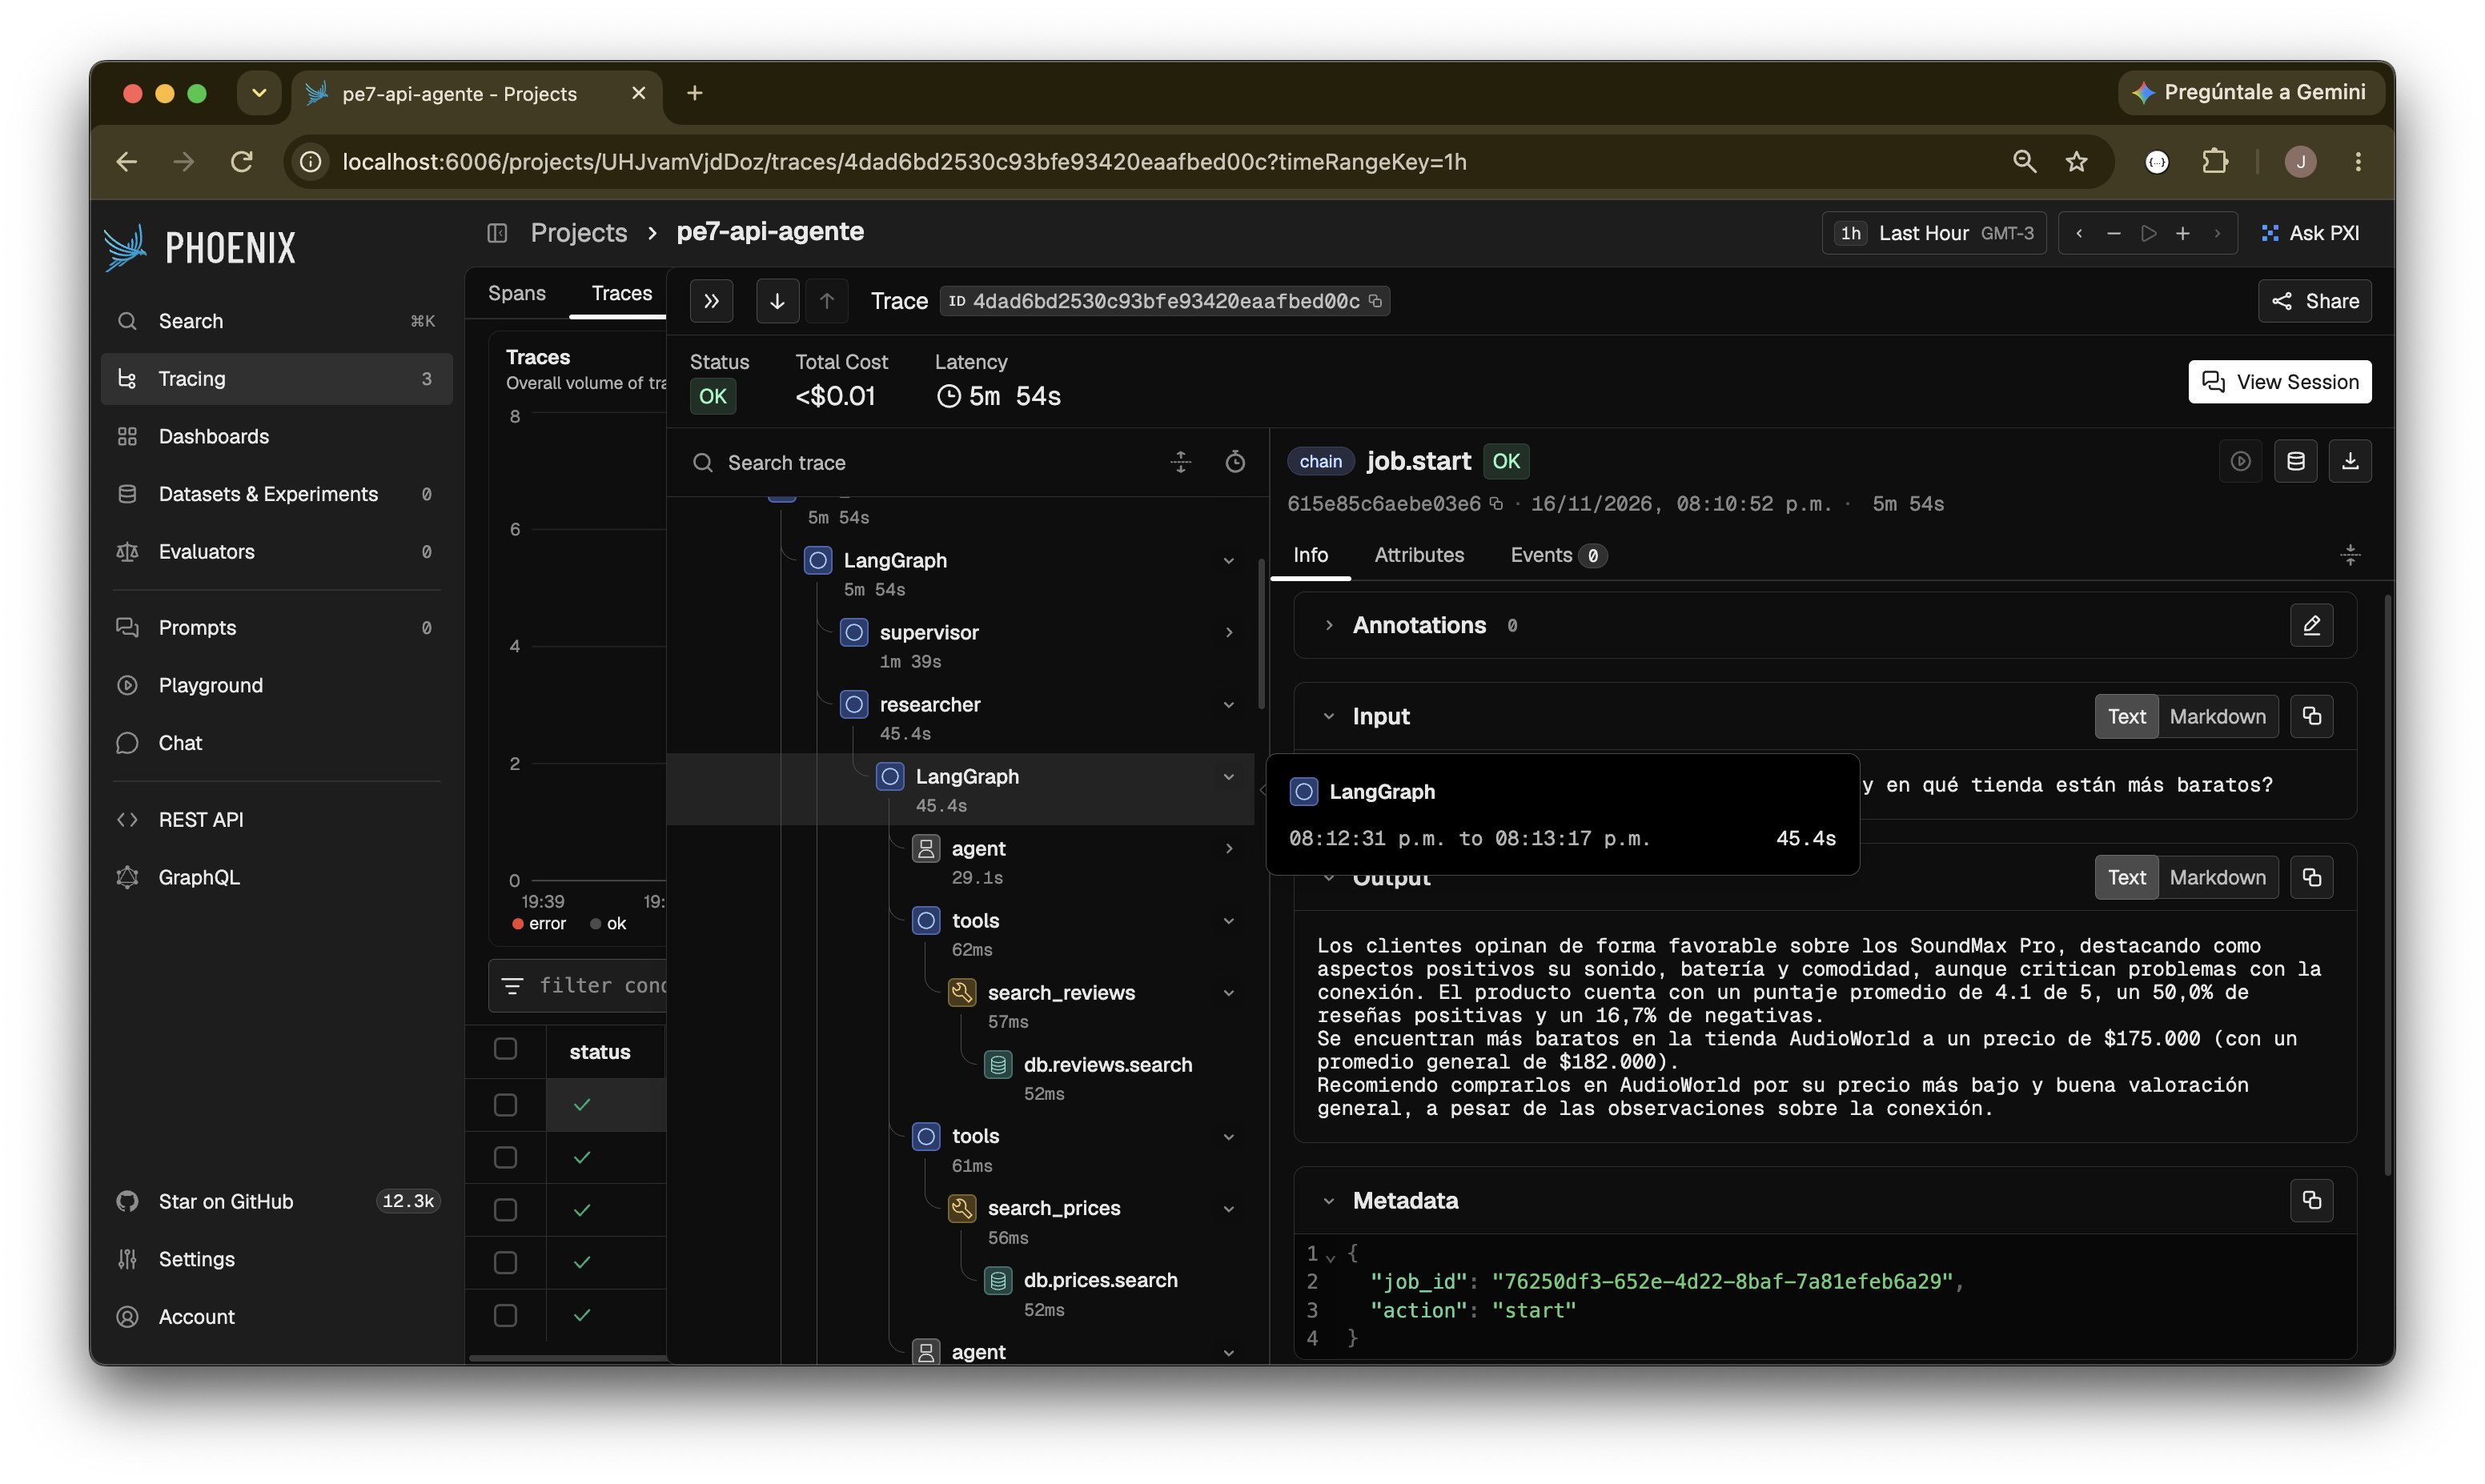 pe7-api-agente - Projects
Pregúntale a Gemini
localhost:6006/projects/UHJvamVjdDoz/traces/4dad6bd2530c93bfe93420eaafbed00c?timeRangeKey=1h
J
PHOENIX
Projects
pe7-api-agente
1h Last Hour GMT-3
Ask PXI
Search ⌘K
Tracing 3
Dashboards
Datasets & Experiments 0
Evaluators 0
Prompts 0
Playground
Chat
REST API
GraphQL
Star on GitHub 12.3k
Settings
Account
Spans
Traces
Traces
Overall volume of tra
8
6
4
2
0
19:39
19:
error
ok
filter conc
status
Trace ID 4dad6bd2530c93bfe93420eaafbed00c
Share
Status
OK
Total Cost
<$0.01
Latency
5m 54s
View Session
Search trace
5m 54s
LangGraph
5m 54s
supervisor
1m 39s
researcher
45.4s
LangGraph
45.4s
agent
29.1s
tools
62ms
search_reviews
57ms
db.reviews.search
52ms
tools
61ms
search_prices
56ms
db.prices.search
52ms
agent
chain job.start OK
615e85c6aebe03e6 · 16/11/2026, 08:10:52 p.m. · 5m 54s
Info
Attributes
Events 0
Annotations 0
Input
Text Markdown
y en qué tienda están más baratos?
LangGraph
08:12:31 p.m. to 08:13:17 p.m. 45.4s
Output
Text Markdown
Los clientes opinan de forma favorable sobre los SoundMax Pro, destacando como
aspectos positivos su sonido, batería y comodidad, aunque critican problemas con la
conexión. El producto cuenta con un puntaje promedio de 4.1 de 5, un 50,0% de
reseñas positivas y un 16,7% de negativas.
Se encuentran más baratos en la tienda AudioWorld a un precio de $175.000 (con un
promedio general de $182.000).
Recomiendo comprarlos en AudioWorld por su precio más bajo y buena valoración
general, a pesar de las observaciones sobre la conexión.
Metadata
1 {
2 "job_id": "76250df3-652e-4d22-8baf-7a81efeb6a29",
3 "action": "start"
4 }